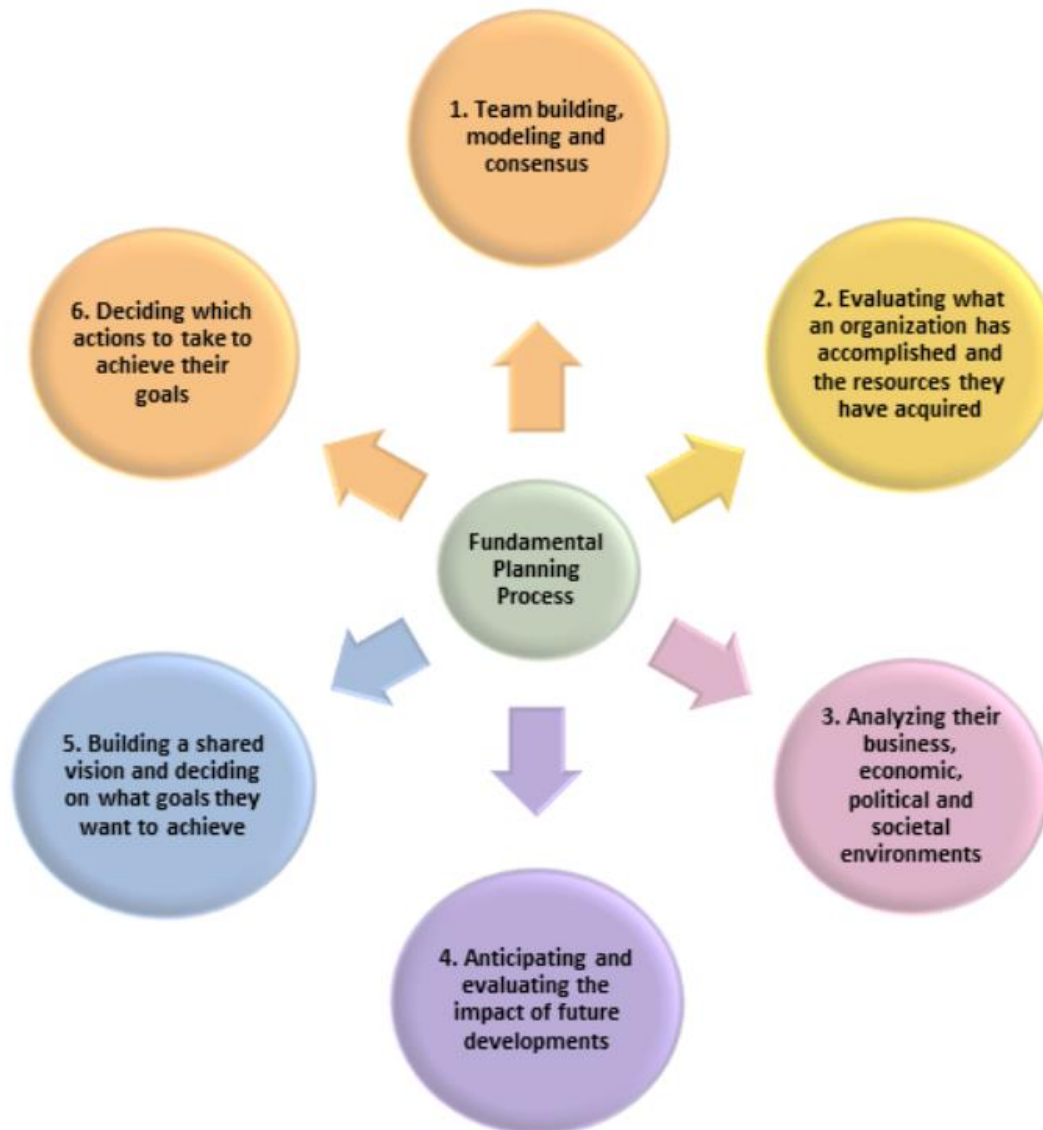 1. Team building,
modeling and
consensus
2. Evaluating what
an organization has
accomplished and
the resources they
have acquired
3. Analyzing their
business,
economic,
political and
societal
environments
4. Anticipating and
evaluating the
impact of future
developments
5. Building a shared
vision and deciding
on what goals they
want to achieve
6. Deciding which
actions to take to
achieve their
goals
Fundamental
Planning
Process